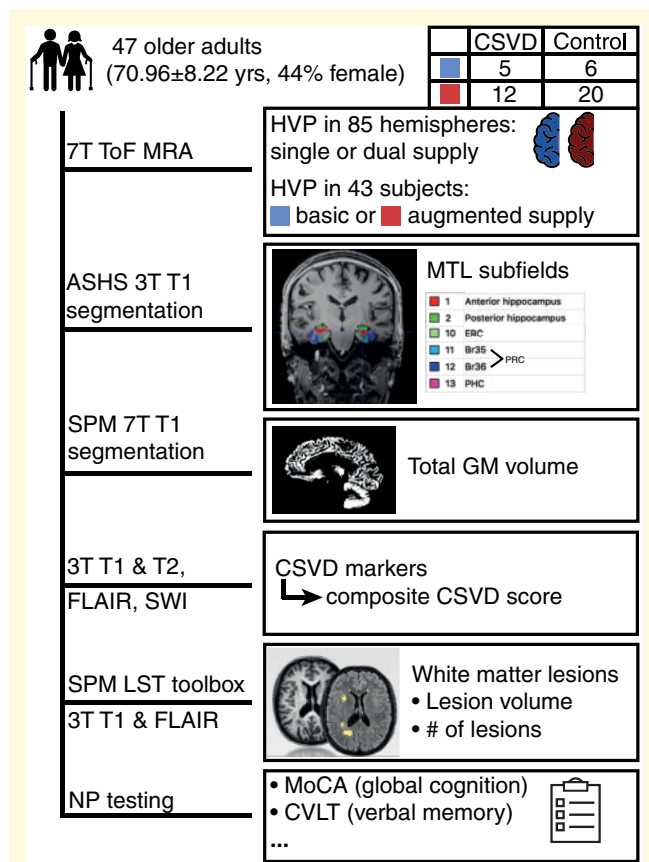 47 older adults
(70.96±8.22 yrs, 44% female)
CSVD Control
5 6
12 20
7T ToF MRA
HVP in 85 hemispheres:
single or dual supply
HVP in 43 subjects:
basic or augmented supply
ASHS 3T T1
segmentation
MTL subfields
1 Anterior hippocampus
2 Posterior hippocampus
10 ERC
11 Br35
12 Br36
PRC
13 PHC
SPM 7T T1
segmentation
Total GM volume
3T T1 & T2,
FLAIR, SWI
CSVD markers
composite CSVD score
SPM LST toolbox
3T T1 & FLAIR
White matter lesions
• Lesion volume
• # of lesions
NP testing
• MoCA (global cognition)
• CVLT (verbal memory)
...